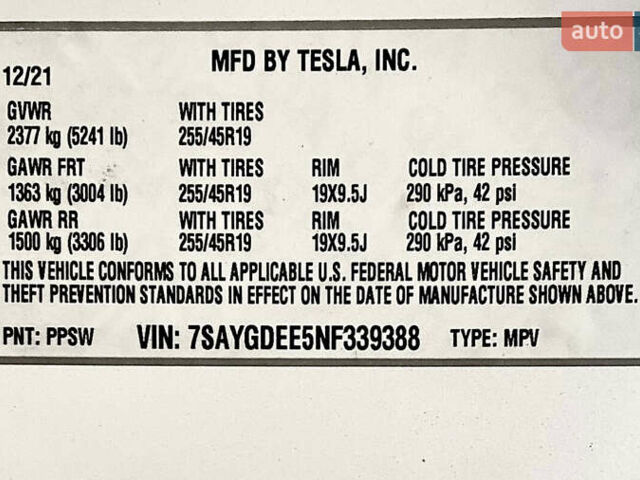 auto
MFD BY TESLA, INC.
12/21
GVWR WITH TIRES
2377 kg (5241 lb) 255/45R19
GAWR FRT WITH TIRES RIM COLD TIRE PRESSURE
1363 kg (3004 lb) 255/45R19 19X9.5J 290 kPa, 42 psi
GAWR RR WITH TIRES RIM COLD TIRE PRESSURE
1500 kg (3306 lb) 255/45R19 19X9.5J 290 kPa, 42 psi
THIS VEHICLE CONFORMS TO ALL APPLICABLE U.S. FEDERAL MOTOR VEHICLE SAFETY AND
THEFT PREVENTION STANDARDS IN EFFECT ON THE DATE OF MANUFACTURE SHOWN ABOVE.
PNT: PPSW VIN: 7SAYGDEE5NF339388 TYPE: MPV